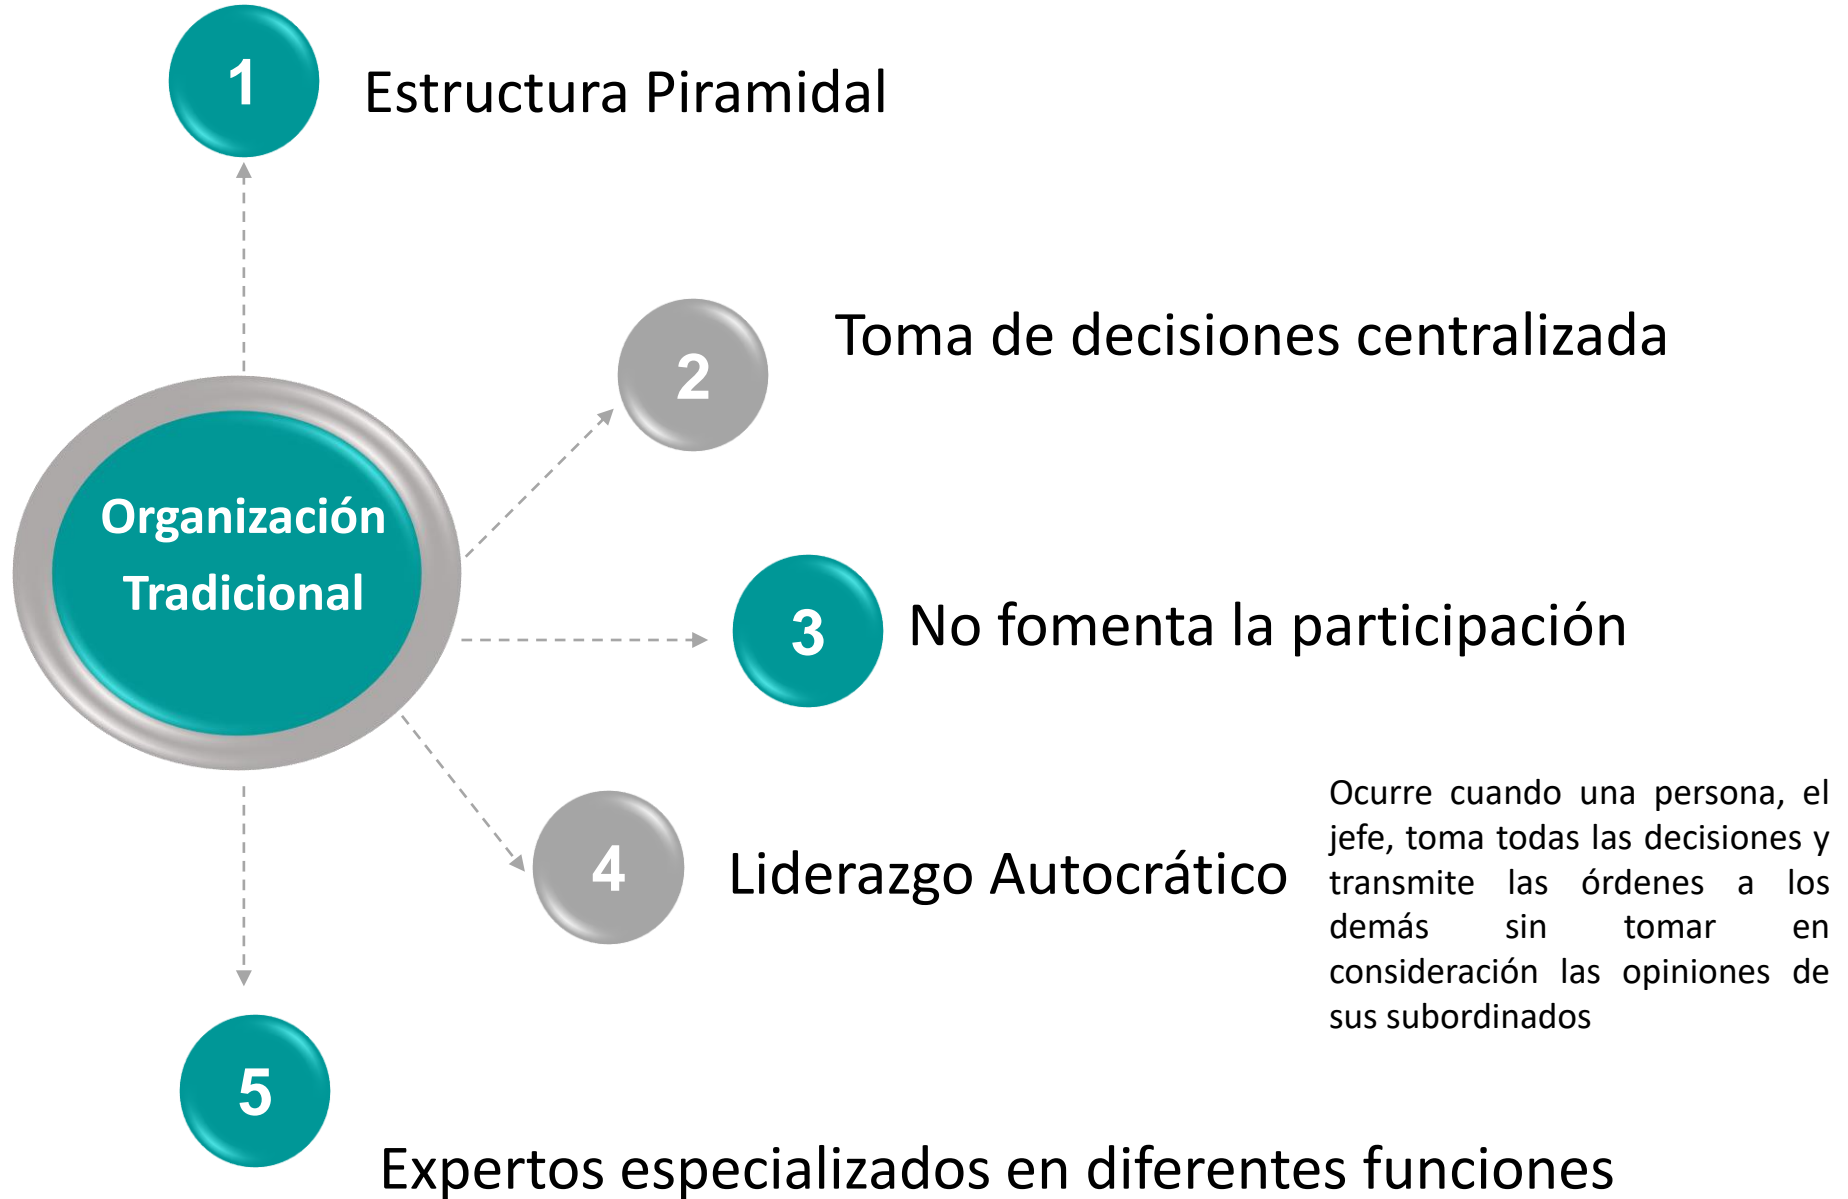 1
Estructura Piramidal
2
Toma de decisiones centralizada
Organización
Tradicional
3
No fomenta la participación
4
Liderazgo Autocrático
Ocurre cuando una persona, el
jefe, toma todas las decisiones y
transmite las órdenes a los
demás sin tomar en
consideración las opiniones de
sus subordinados
5
Expertos especializados en diferentes funciones